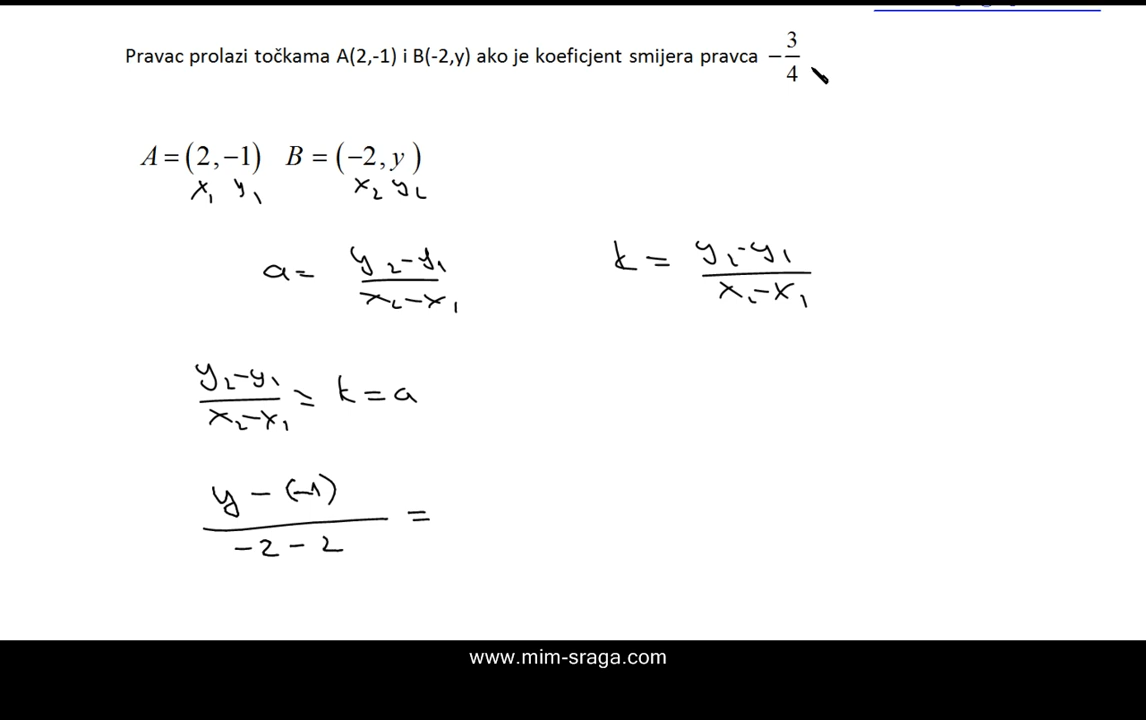 Pravac prolazi točkama A(2,-1) i B(-2,y) ako je koeficjent smijera pravca -3/4
A = (2,-1) B = (-2, y)
x₁ y₁ x₂ y₂
a = (y₂-y₁)/(x₂-x₁) k = (y₂-y₁)/(x₂-x₁)
(y₂-y₁)/(x₂-x₁) = k = a
(y - (-1))/(-2 - 2) =
www.mim-sraga.com